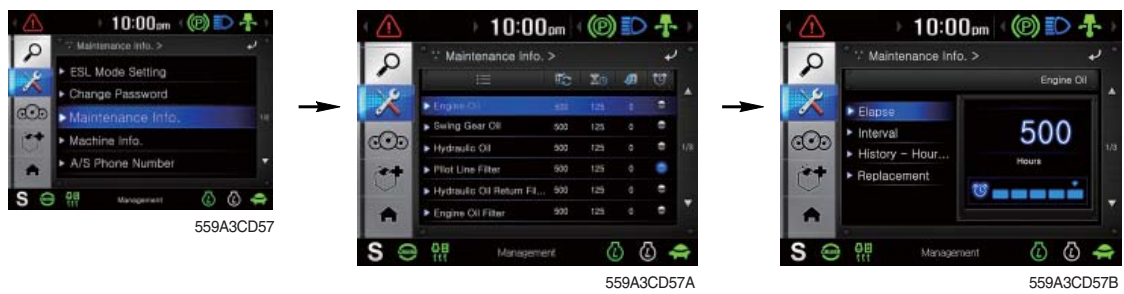 10:00pm
Maintenance Info. >
ESL Mode Setting
Change Password
Maintenance Info.
Machine Info.
A/S Phone Number
S Management
559A3CD57
10:00pm
Maintenance Info. >
Engine Oil 500 125 0
Swing Gear Oil 500 125 0
Hydraulic Oil 500 125 0
1/3
Pilot Line Filter 500 125 0
Hydraulic Oil Return Fil... 500 125 0
Engine Oil Filter 500 125 0
S Management
559A3CD57A
10:00pm
Maintenance Info. >
Engine Oil
Elapse
Interval
History - Hour...
Replacement
500
Hours
1/3
S Management
559A3CD57B